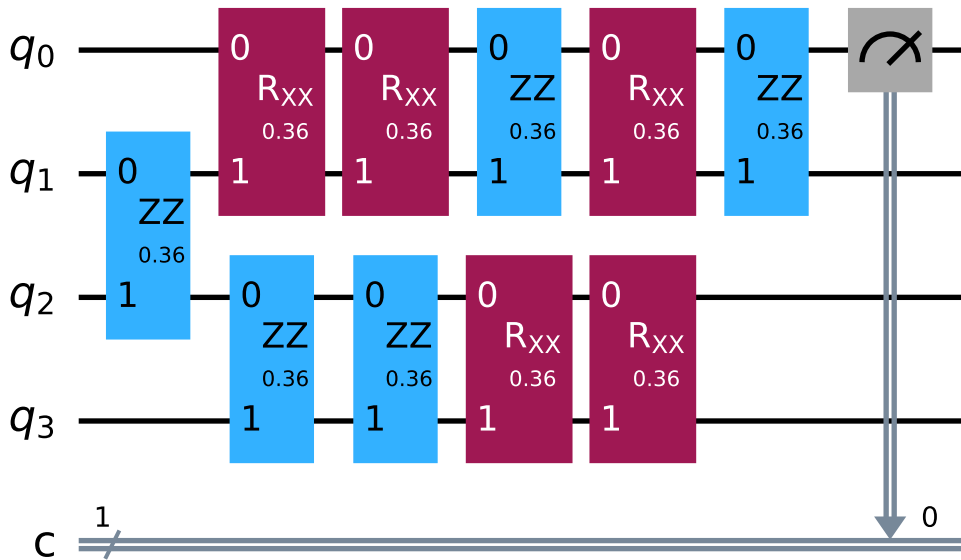 q0
0 0 0 0 0
RXX RXX ZZ RXX ZZ
0.36 0.36 0.36 0.36 0.36
q1
0 1 1 1 1 1
ZZ
0.36
q2
1 0 0 0 0
ZZ ZZ RXX RXX
0.36 0.36 0.36 0.36
q3
1 1 1 1
1 0
c